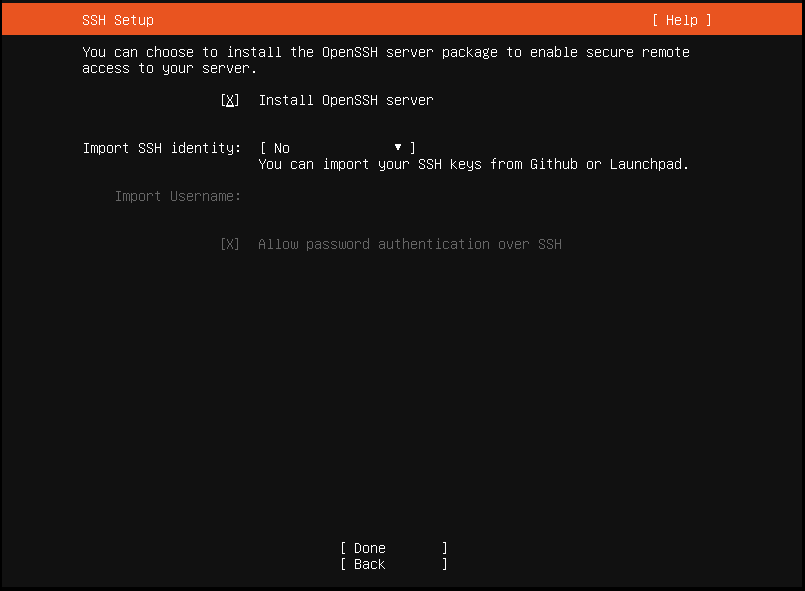 SSH Setup [ Help ]
You can choose to install the OpenSSH server package to enable secure remote
access to your server.
[X] Install OpenSSH server
Import SSH identity: [ No ▾ ]
You can import your SSH keys from Github or Launchpad.
Import Username:
[X] Allow password authentication over SSH
[ Done ]
[ Back ]